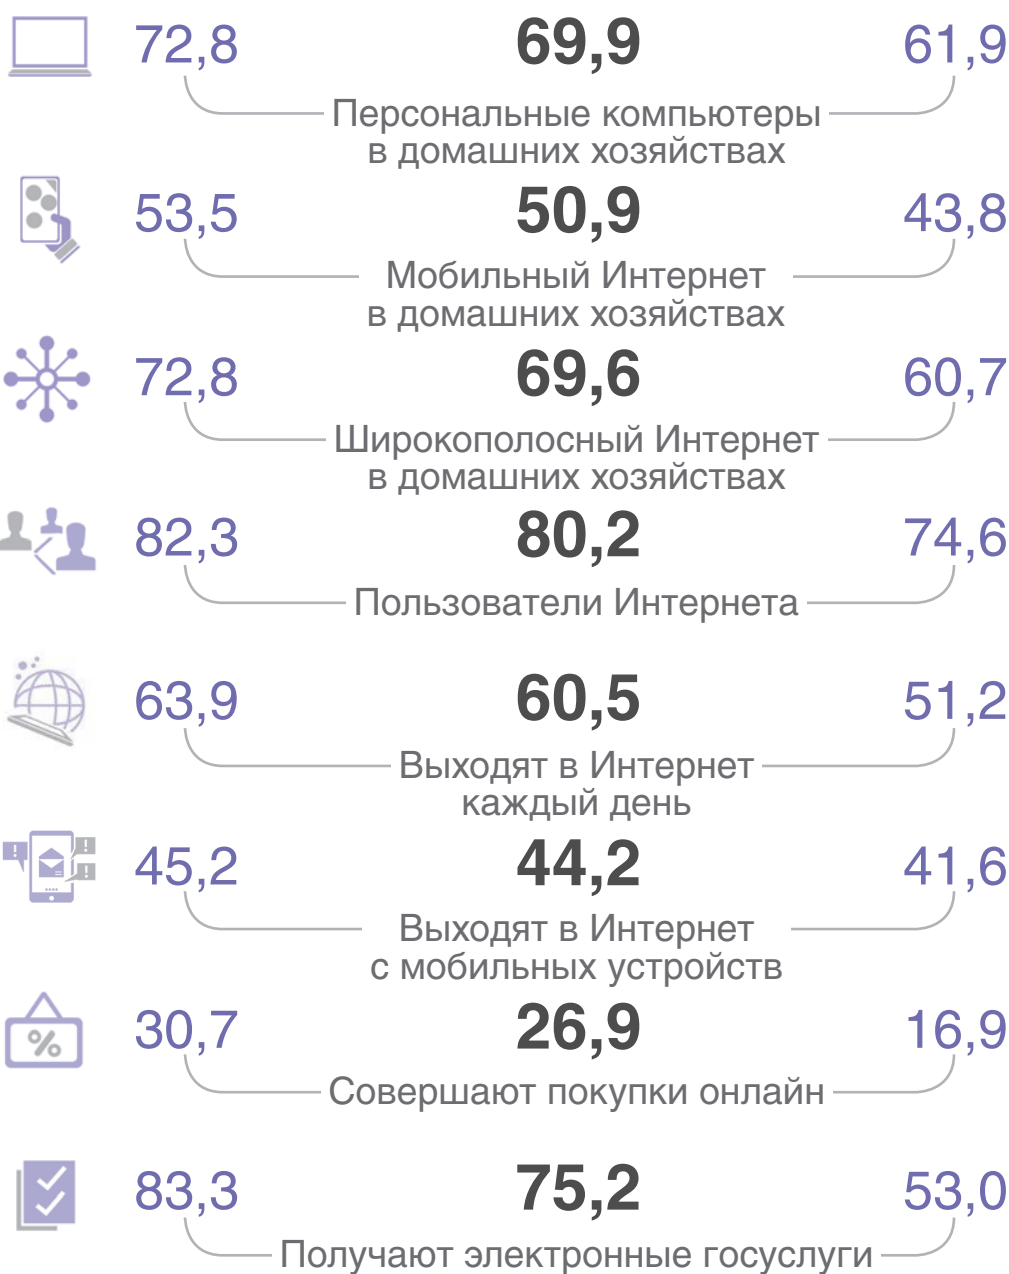 72,8 69,9 61,9
Персональные компьютеры
в домашних хозяйствах
53,5 50,9 43,8
Мобильный Интернет
в домашних хозяйствах
72,8 69,6 60,7
Широкополосный Интернет
в домашних хозяйствах
82,3 80,2 74,6
Пользователи Интернета
63,9 60,5 51,2
Выходят в Интернет
каждый день
45,2 44,2 41,6
Выходят в Интернет
с мобильных устройств
%
30,7 26,9 16,9
Совершают покупки онлайн
83,3 75,2 53,0
Получают электронные госуслуги